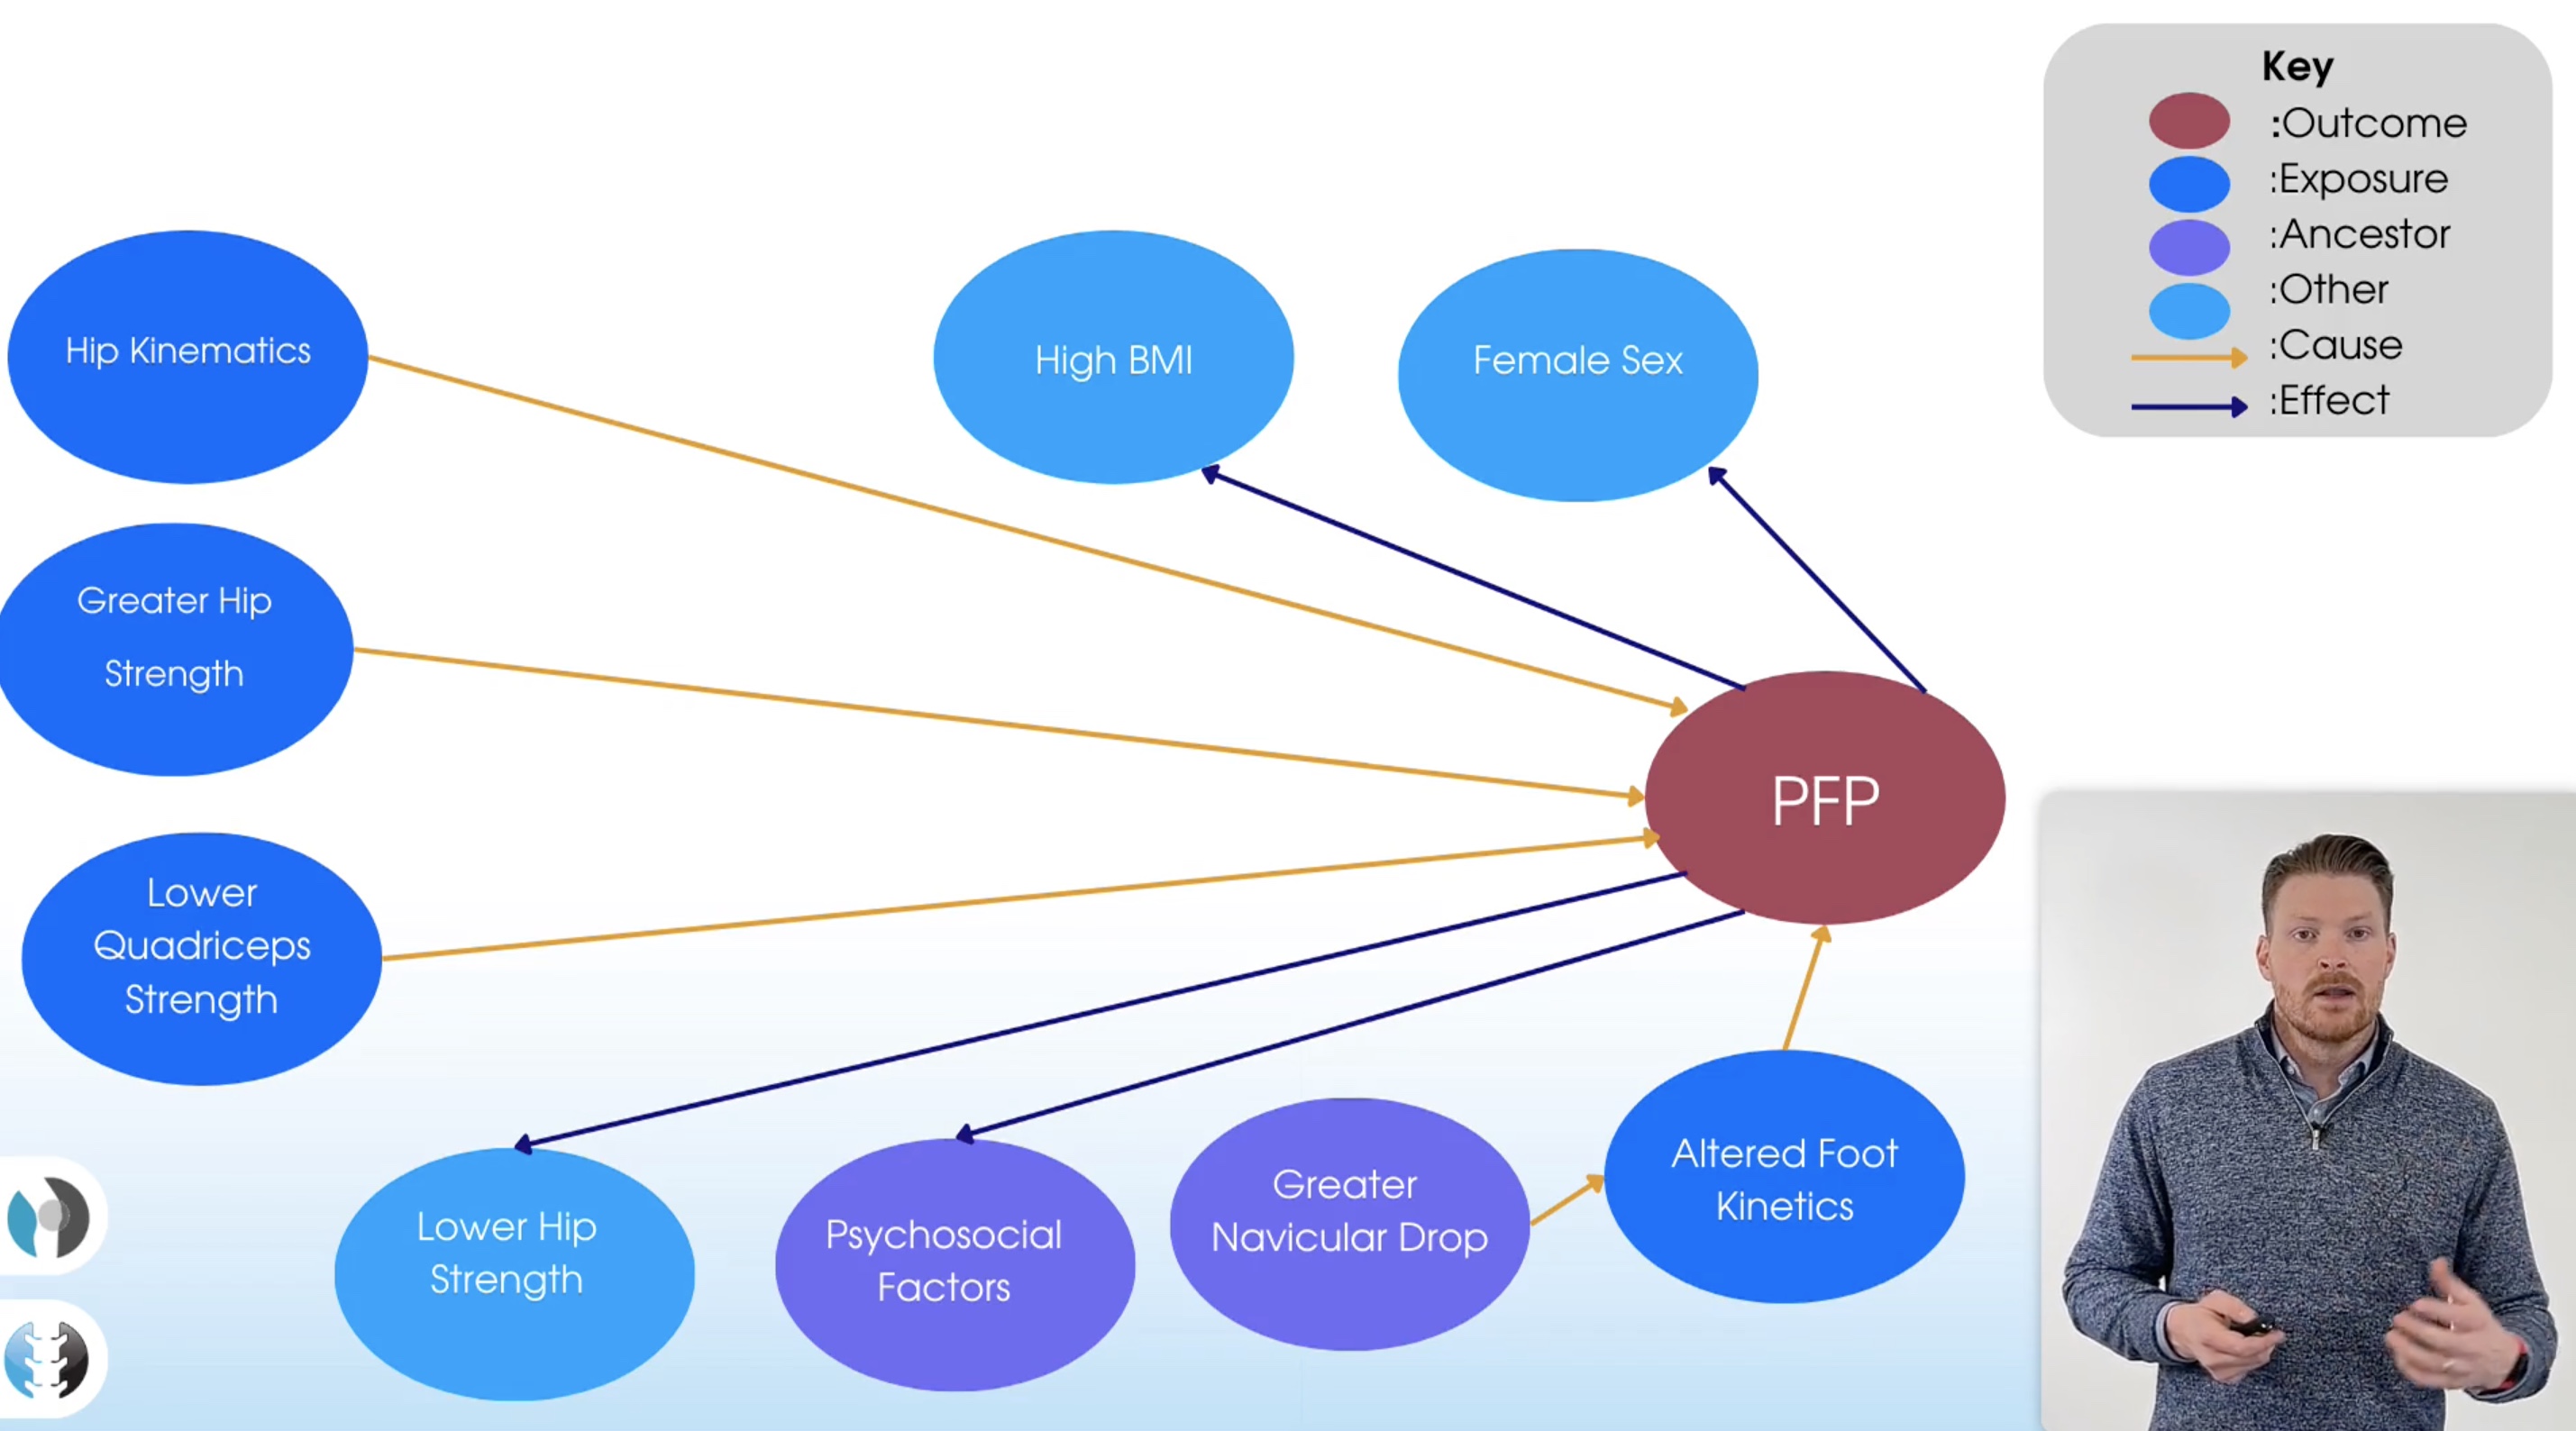 Key
:Outcome
:Exposure
:Ancestor
:Other
:Cause
:Effect
Hip Kinematics
High BMI
Female Sex
Greater Hip
Strength
PFP
Lower
Quadriceps
Strength
Lower Hip
Strength
Psychosocial
Factors
Greater
Navicular Drop
Altered Foot
Kinetics